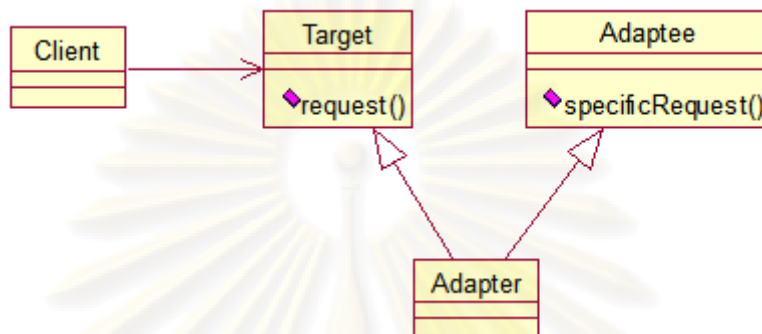 Client
Target
request()
Adaptee
specificRequest()
Adapter